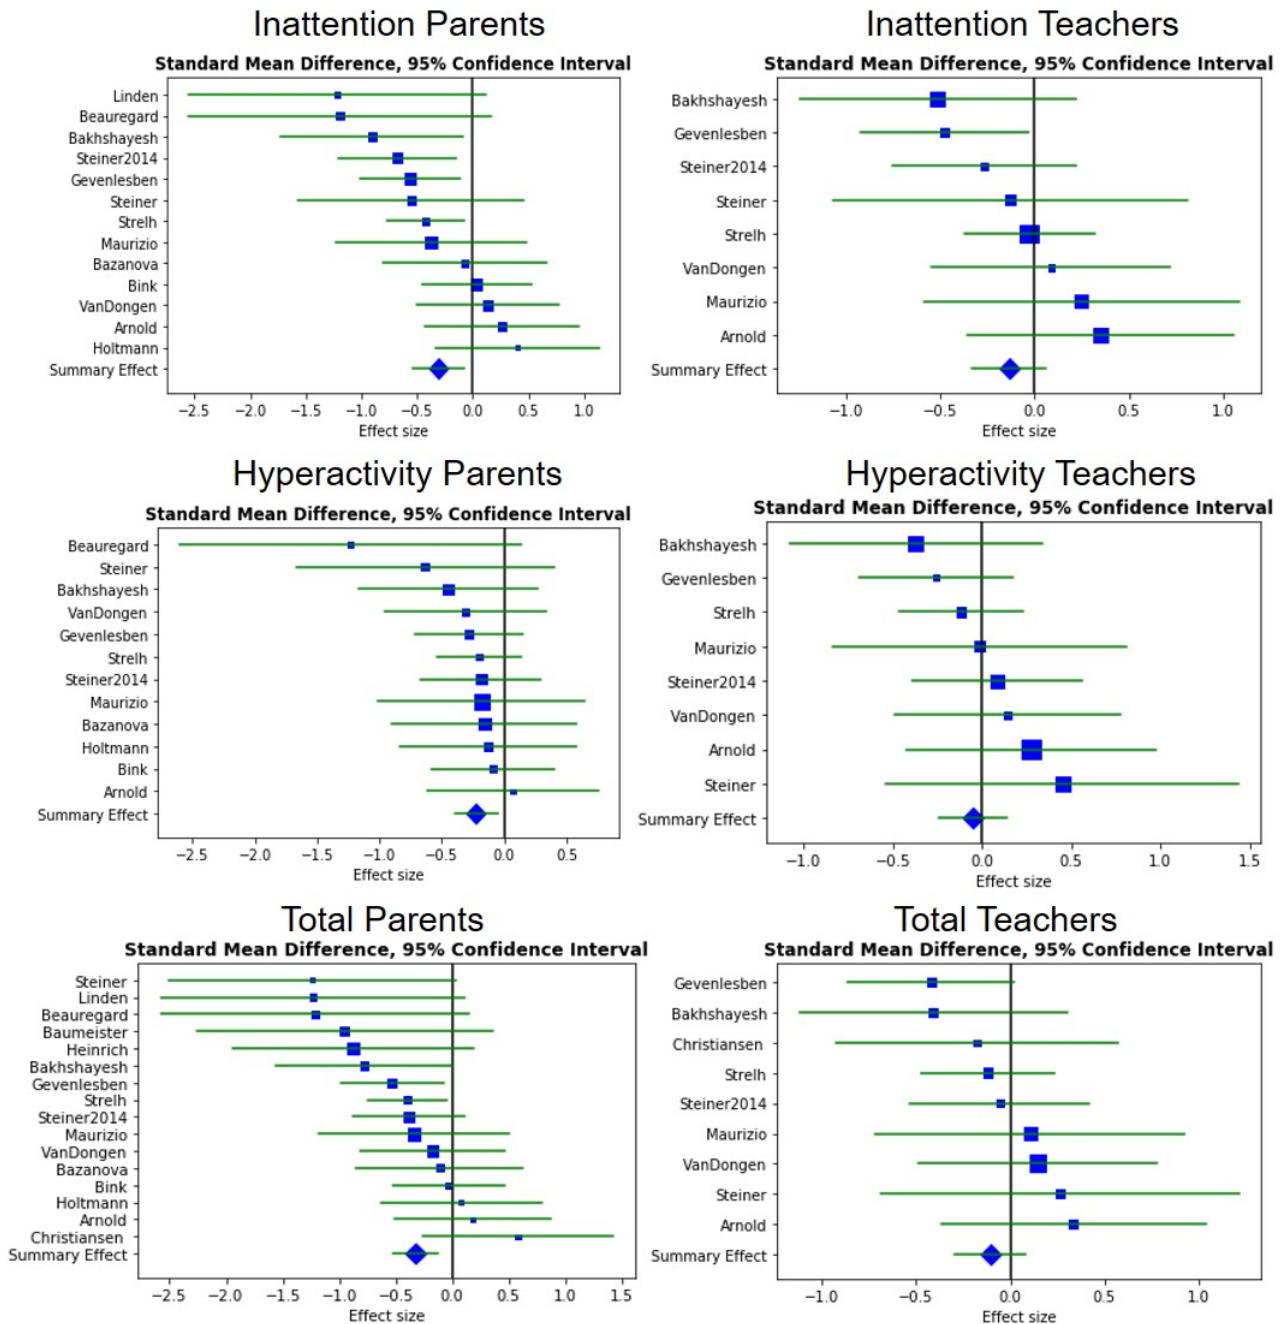 Inattention Parents
Standard Mean Difference, 95% Confidence Interval
Linden
Beauregard
Bakhshayesh
Steiner2014
Gevenlesben
Steiner
Strelh
Maurizio
Bazanova
Bink
VanDongen
Arnold
Holtmann
Summary Effect
−2.5 −2.0 −1.5 −1.0 −0.5 0.0 0.5 1.0
Effect size
Inattention Teachers
Standard Mean Difference, 95% Confidence Interval
Bakhshayesh
Gevenlesben
Steiner2014
Steiner
Strelh
VanDongen
Maurizio
Arnold
Summary Effect
−1.0 −0.5 0.0 0.5 1.0
Effect size
Hyperactivity Parents
Standard Mean Difference, 95% Confidence Interval
Beauregard
Steiner
Bakhshayesh
VanDongen
Gevenlesben
Strelh
Steiner2014
Maurizio
Bazanova
Holtmann
Bink
Arnold
Summary Effect
−2.5 −2.0 −1.5 −1.0 −0.5 0.0 0.5
Effect size
Hyperactivity Teachers
Standard Mean Difference, 95% Confidence Interval
Bakhshayesh
Gevenlesben
Strelh
Maurizio
Steiner2014
VanDongen
Arnold
Steiner
Summary Effect
−1.0 −0.5 0.0 0.5 1.0 1.5
Effect size
Total Parents
Standard Mean Difference, 95% Confidence Interval
Steiner
Linden
Beauregard
Baumeister
Heinrich
Bakhshayesh
Gevenlesben
Strelh
Steiner2014
Maurizio
VanDongen
Bazanova
Bink
Holtmann
Arnold
Christiansen
Summary Effect
−2.5 −2.0 −1.5 −1.0 −0.5 0.0 0.5 1.0 1.5
Effect size
Total Teachers
Standard Mean Difference, 95% Confidence Interval
Gevenlesben
Bakhshayesh
Christiansen
Strelh
Steiner2014
Maurizio
VanDongen
Steiner
Arnold
Summary Effect
−1.0 −0.5 0.0 0.5 1.0
Effect size